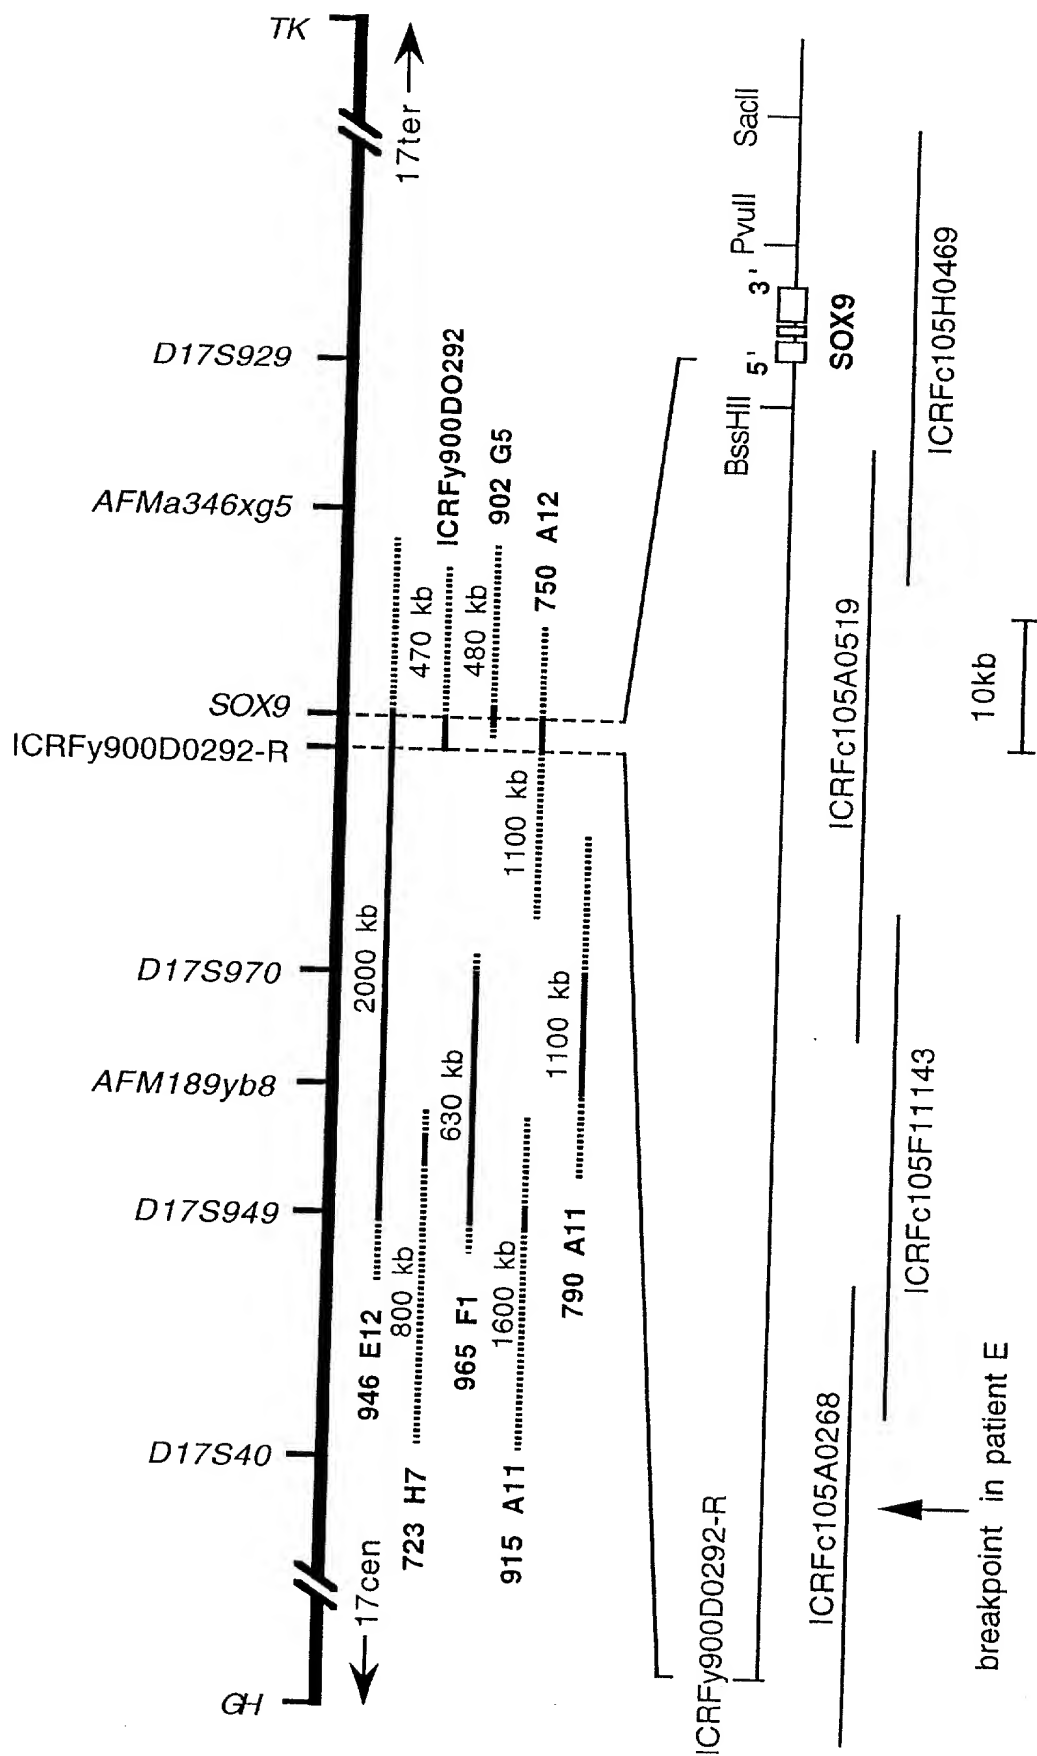 GH
D17S40
D17S949
AFM189yb8
D17S970
ICRFy900D0292-R
SOX9
AFMa346xg5
D17S929
TK
17cen
17ter
946 E12
2000 kb
723 H7
800 kb
470 kb
ICRFy900DO292
965 F1
630 kb
480 kb
902 G5
915 A11
1600 kb
1100 kb
750 A12
790 A11
1100 kb
ICRFy900D0292-R
BssHII
5'
3'
PvuII
SacII
SOX9
ICRFc105A0268
ICRFc105A0519
ICRFc105F11143
ICRFc105H0469
breakpoint in patient E
10kb